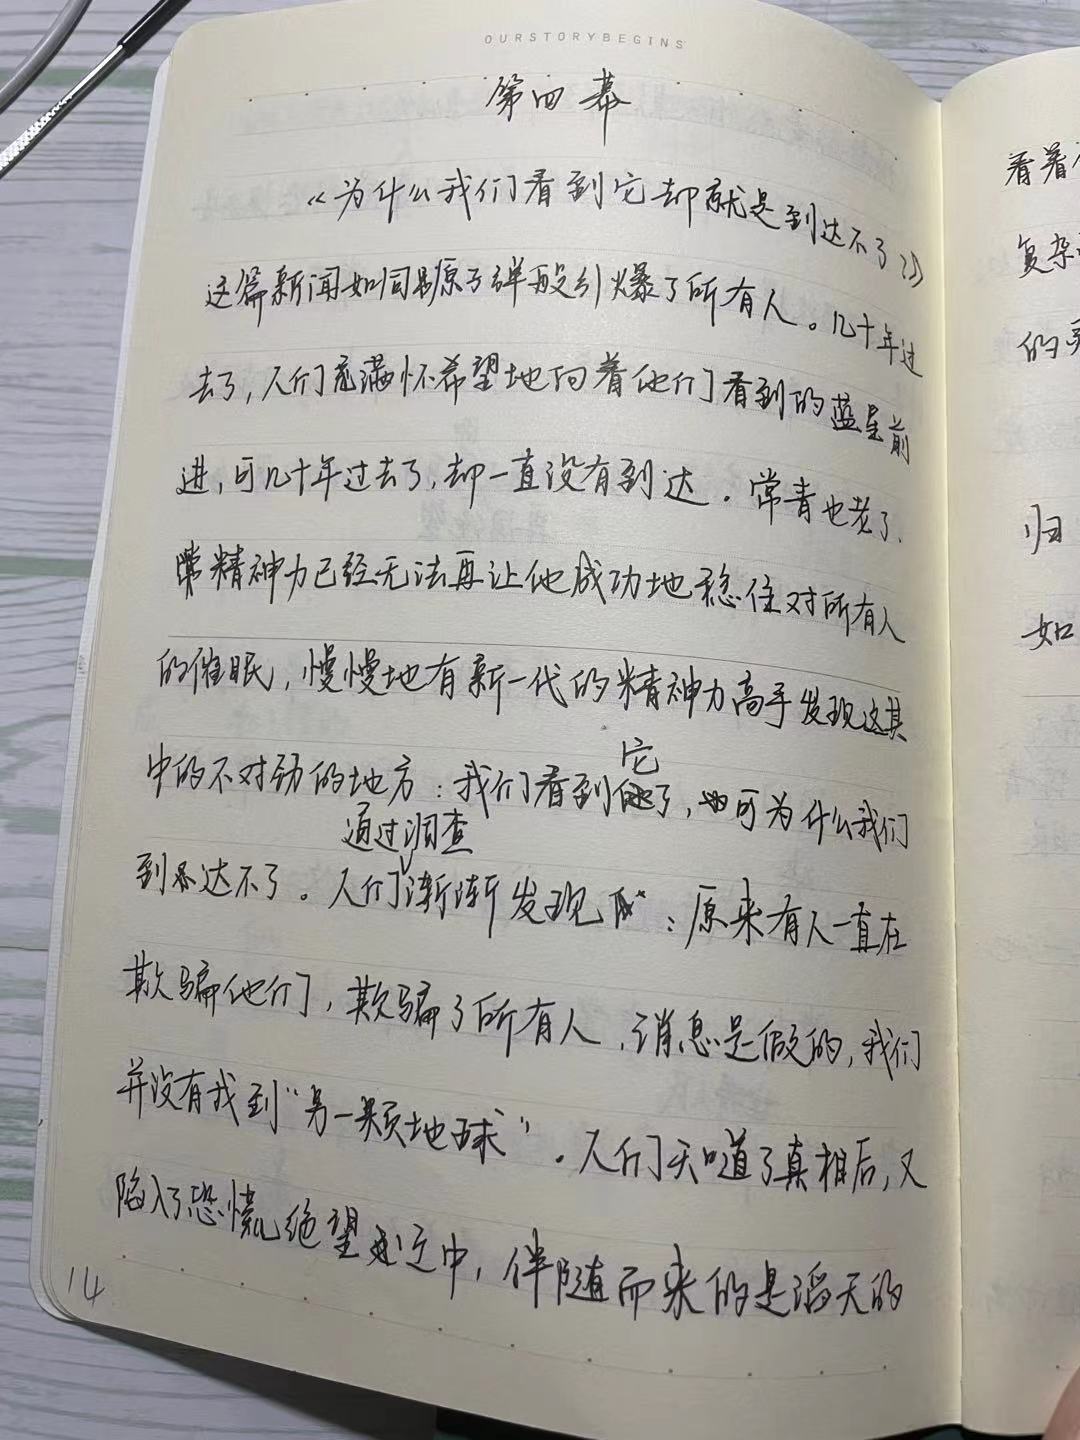 OURSTORYBEGINS
第四幕
《为什么我们看到它却就是到达不了??》
这篇新闻如同原子弹般引爆了所有人。几十年过
去了,人们充满怀希望地向着他们看到的蓝星前
进,可几十年过去了,却一直没有到达.常青也老了.
精神力已经无法再让他成功地稳住对所有人
的催眠,慢慢地有新一代的精神力高手发现这其
中的不对劲的地方:我们看到它了,可为什么我们
到达不了。人们通过调查渐渐发现:原来有人一直在
欺骗他们,欺骗了所有人,消息是假的,我们
并没有找到"另一颗地球".人们知道了真相后,又
陷入了恐慌绝望之中,伴随而来的是滔天的
14
看着
复杂
的
归
如